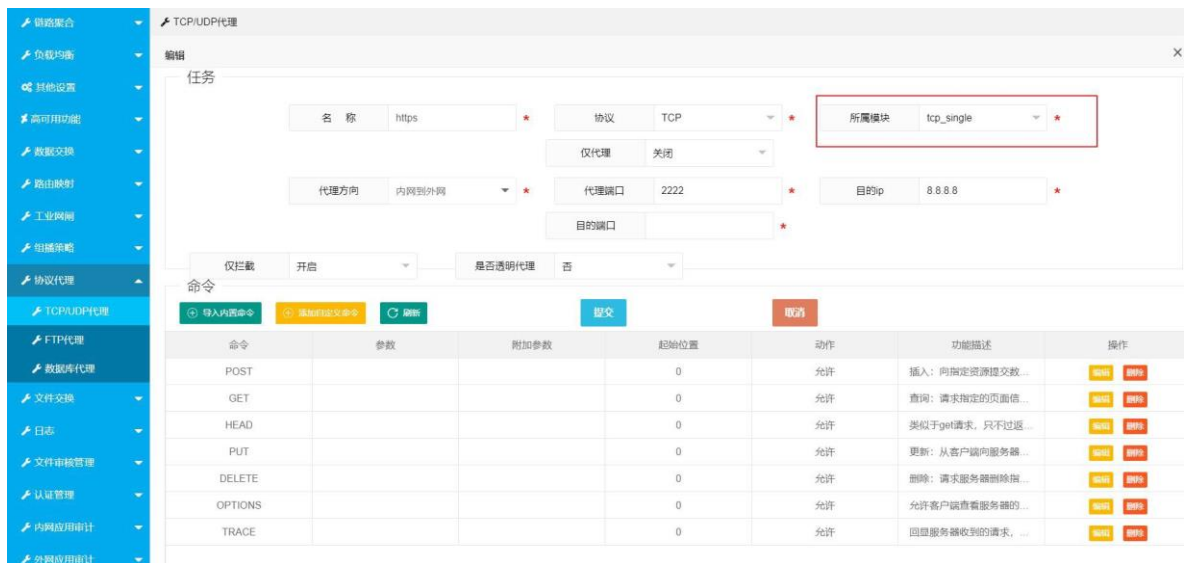 链路聚合
负载均衡
其他设置
高可用功能
数据交换
路由映射
工业网闸
组播策略
协议代理
TCP/UDP代理
FTP代理
数据库代理
文件交换
日志
文件审核管理
认证管理
内网应用审计
外网应用审计
TCP/UDP代理
编辑 ×
任务
名 称 https * 协议 TCP * 所属模块 tcp_single *
仅代理 关闭
代理方向 内网到外网 * 代理端口 2222 * 目的ip 8.8.8.8 *
目的端口 *
仅拦截 开启 是否透明代理 否
命令
导入内置命令 添加自定义命令 刷新 提交 取消
命令 参数 附加参数 起始位置 动作 功能描述 操作
POST 0 允许 插入：向指定资源提交数... 编辑 删除
GET 0 允许 查询：请求指定的页面信... 编辑 删除
HEAD 0 允许 类似于get请求，只不过返... 编辑 删除
PUT 0 允许 更新：从客户端向服务器... 编辑 删除
DELETE 0 允许 删除：请求服务器删除指... 编辑 删除
OPTIONS 0 允许 允许客户端查看服务器的... 编辑 删除
TRACE 0 允许 回显服务器收到的请求，... 编辑 删除